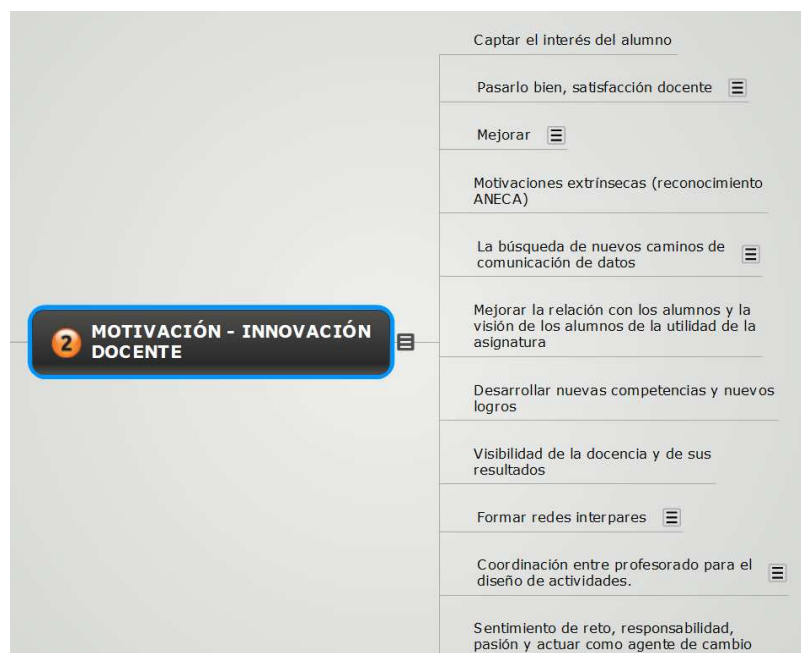 Captar el interés del alumno
Pasarlo bien, satisfacción docente
Mejorar
Motivaciones extrínsecas (reconocimiento
ANECA)
La búsqueda de nuevos caminos de
comunicación de datos
2 MOTIVACIÓN - INNOVACIÓN
DOCENTE
Mejorar la relación con los alumnos y la
visión de los alumnos de la utilidad de la
asignatura
Desarrollar nuevas competencias y nuevos
logros
Visibilidad de la docencia y de sus
resultados
Formar redes interpares
Coordinación entre profesorado para el
diseño de actividades.
Sentimiento de reto, responsabilidad,
pasión y actuar como agente de cambio